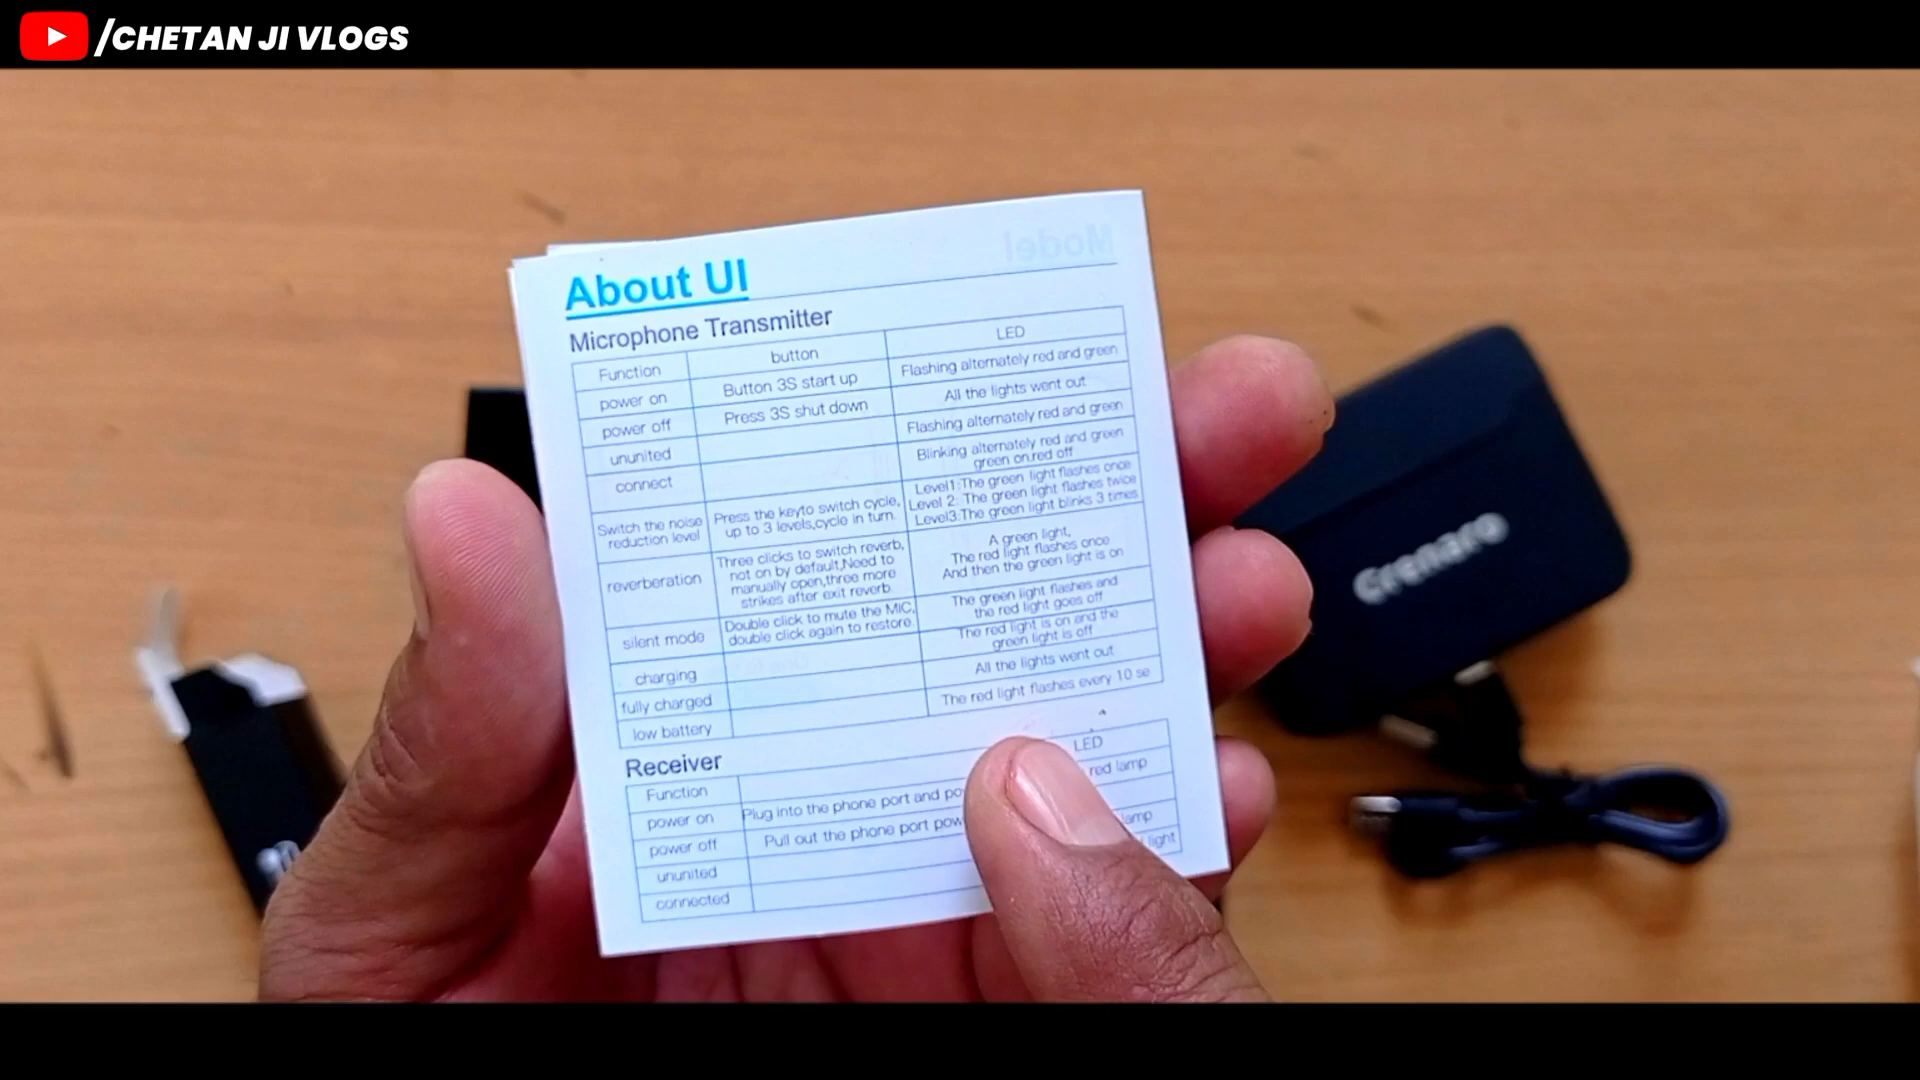 /CHETAN JI VLOGS
Model
About UI
Microphone Transmitter
Function button LED
power on Button 3S start up Flashing alternately red and green
power off Press 3S shut down All the lights went out
ununited Flashing alternately red and green
connect Blinking alternately red and green
green on.red off
Switch the noise
reduction level
Press the keyto switch cycle,
up to 3 levels,cycle in turn.
Level1:The green light flashes once
Level 2: The green light flashes twice
Level3:The green light blinks 3 times
reverberation
Three clicks to switch reverb,
not on by default,Need to
manually open,three more
strikes after exit reverb.
A green light,
The red light flashes once
And then the green light is on
silent mode
Double click to mute the MIC,
double click again to restore.
The green light flashes and
the red light goes off
charging
The red light is on and the
green light is off
fully charged All the lights went out
low battery The red light flashes every 10 se
Receiver
Function LED
power on Plug into the phone port and red lamp
power off Pull out the phone port lamp
ununited light
connected
Crenaro